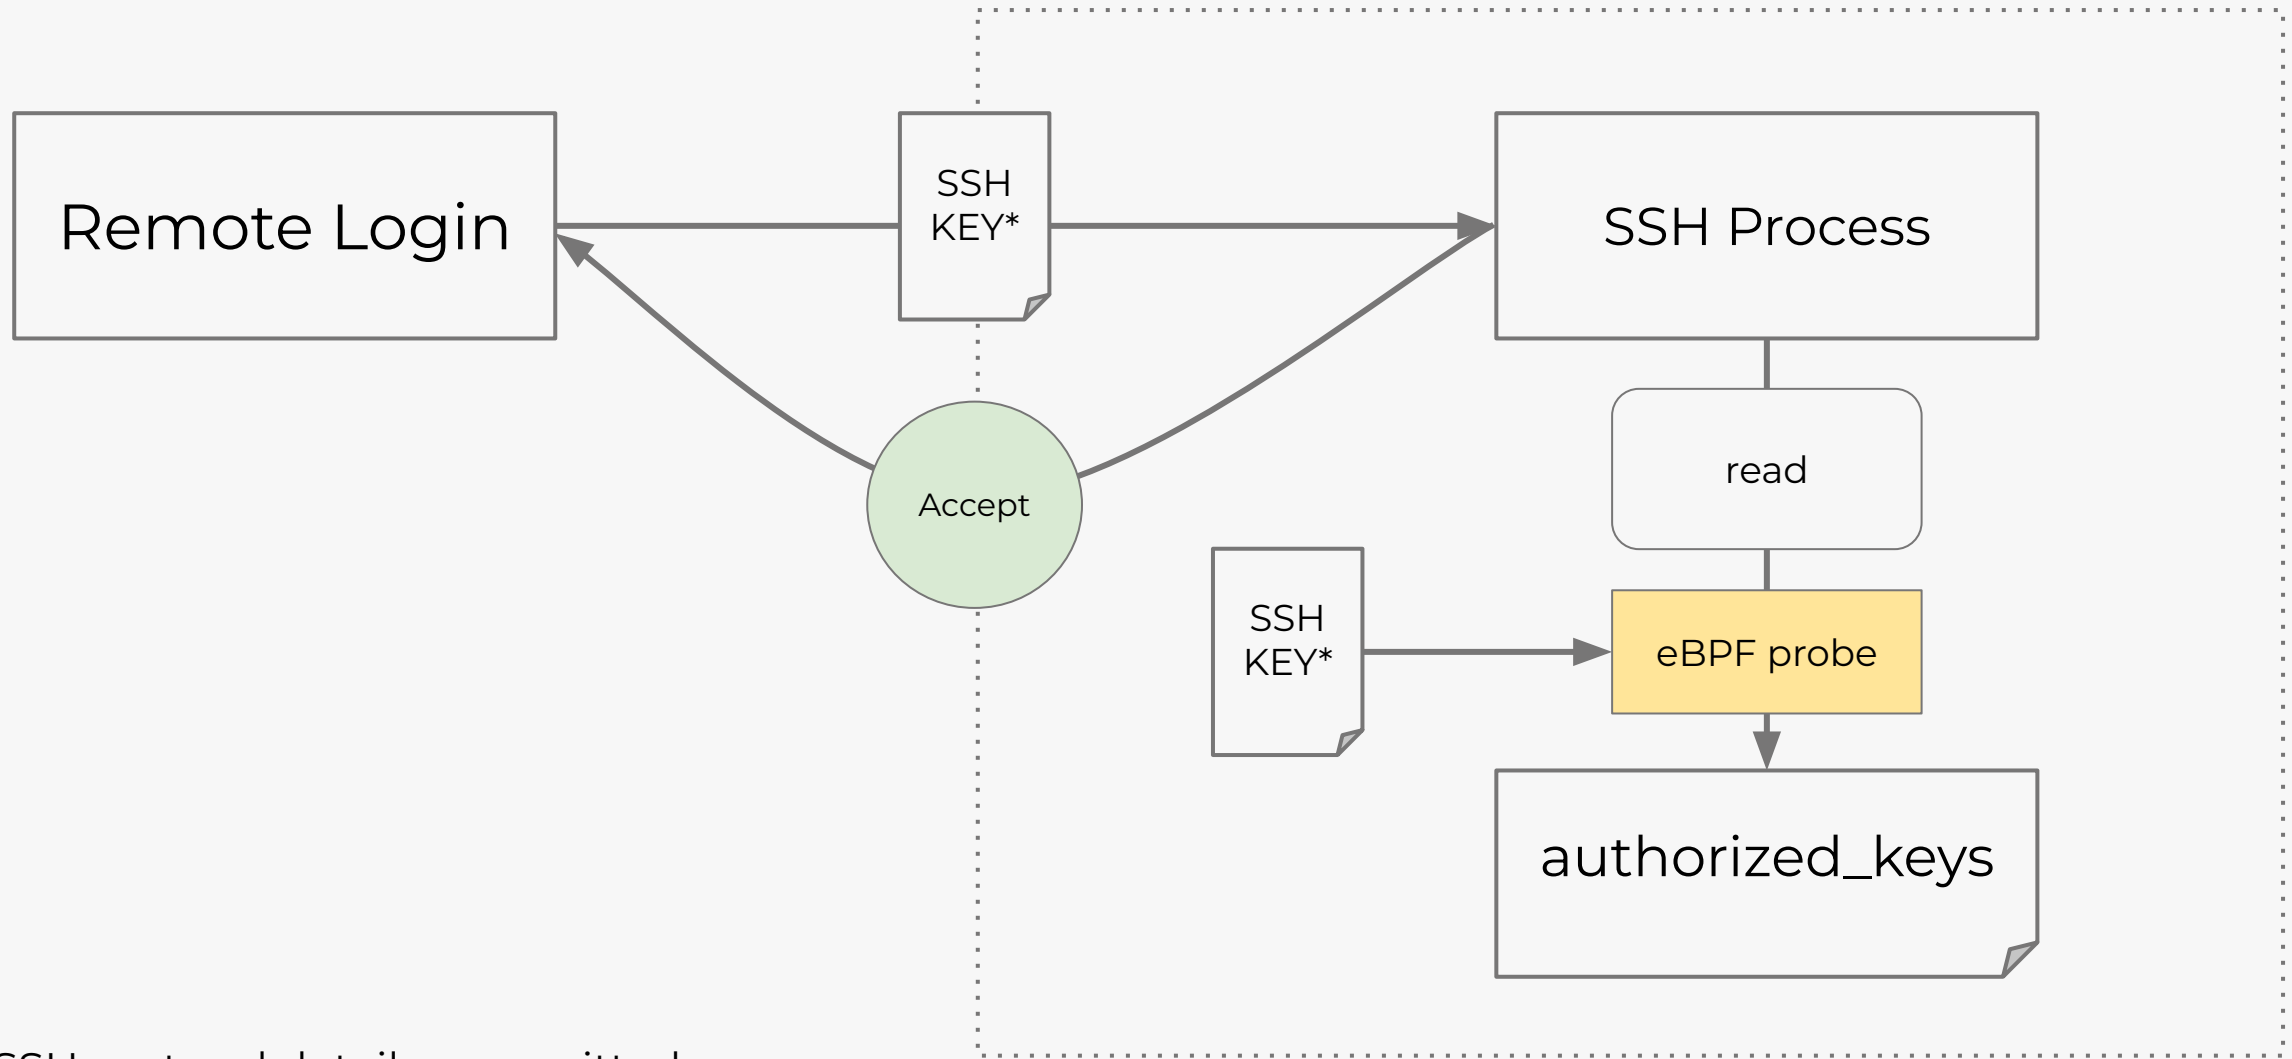 Remote Login
SSH
KEY*
SSH Process
read
Accept
SSH
KEY*
eBPF probe
authorized_keys